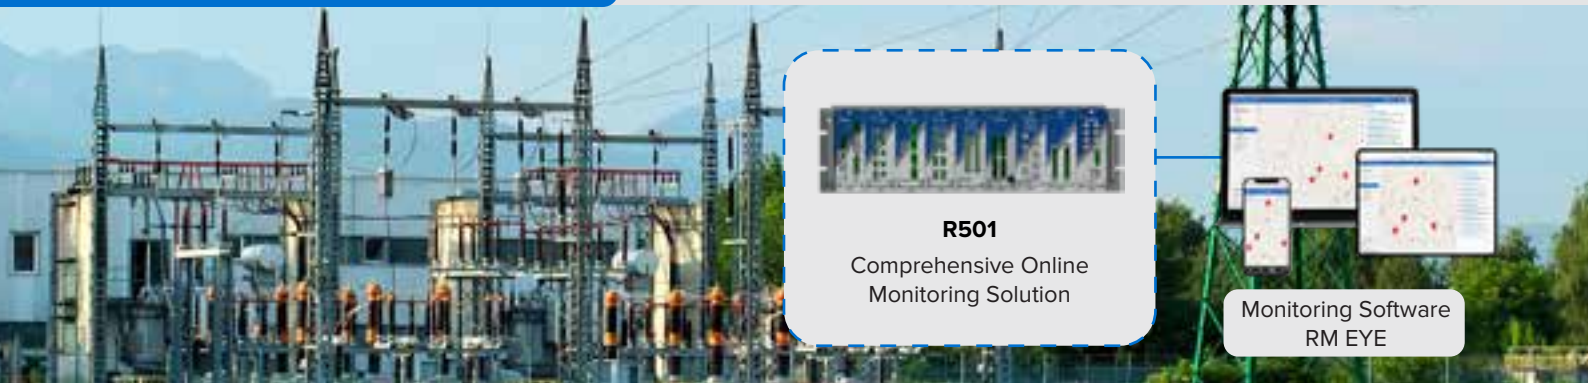 R501
Comprehensive Online
Monitoring Solution
Monitoring Software
RM EYE